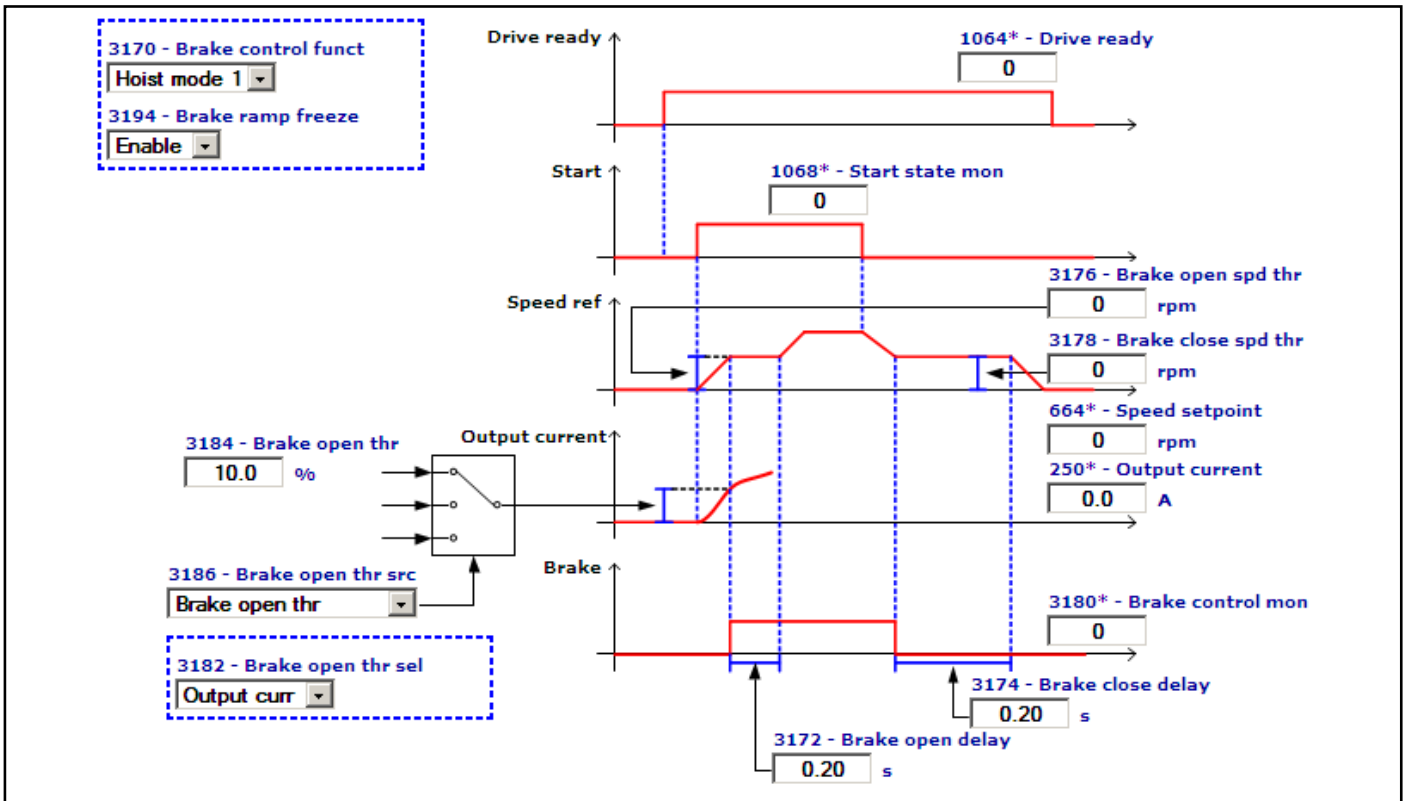 3170 - Brake control funct
Hoist mode 1
3194 - Brake ramp freeze
Enable
Drive ready
1064* - Drive ready
0
Start
1068* - Start state mon
0
Speed ref
3176 - Brake open spd thr
0 rpm
3178 - Brake close spd thr
0 rpm
664* - Speed setpoint
0 rpm
250* - Output current
0.0 A
Output current
3184 - Brake open thr
10.0 %
3186 - Brake open thr src
Brake open thr
3182 - Brake open thr sel
Output curr
Brake
3180* - Brake control mon
0
3174 - Brake close delay
0.20 s
3172 - Brake open delay
0.20 s